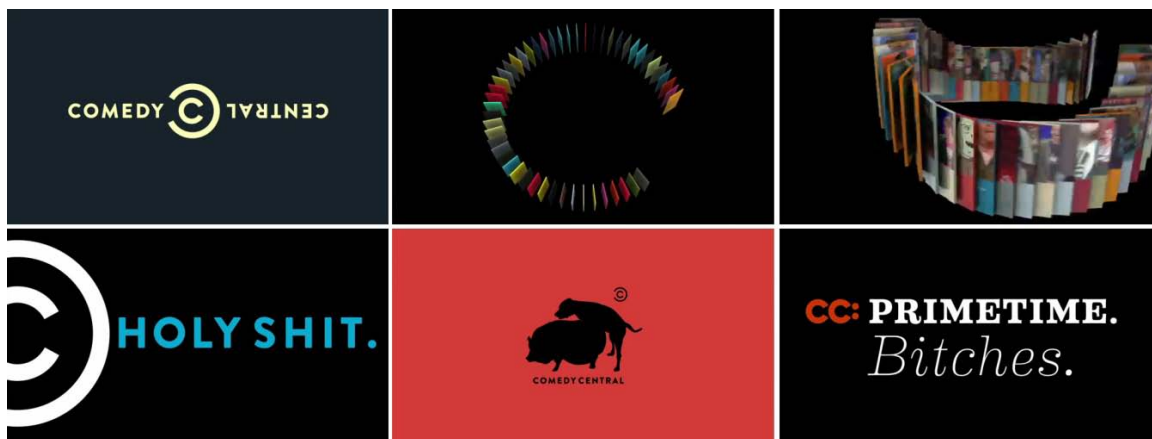 COMEDY C CENTRAL
C HOLY SHIT.
C
COMEDY CENTRAL
CC: PRIMETIME.
Bitches.